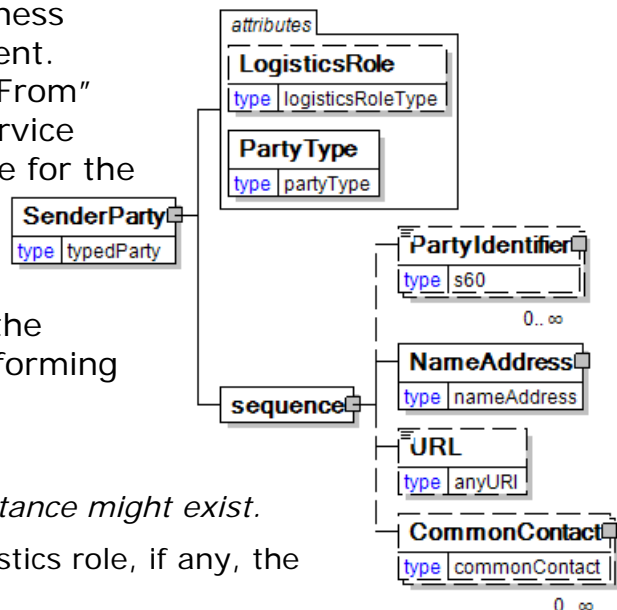 ness
ent.
From"
rvice
e for the
the
forming
tance might exist.
stics role, if any, the
attributes
LogisticsRole
type logisticsRoleType
PartyType
type partyType
SenderParty
type typedParty
sequence
PartyIdentifier
type s60
0.. ∞
NameAddress
type nameAddress
URL
type anyURI
CommonContact
type commonContact
0.. ∞